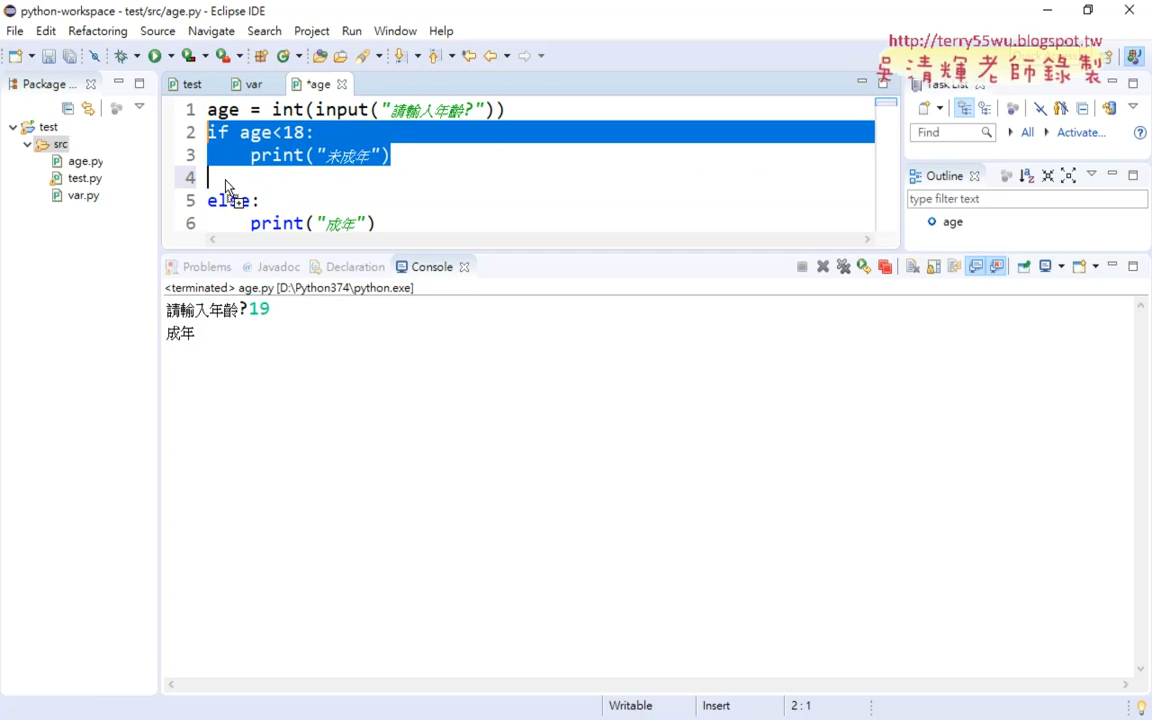 python-workspace - test/src/age.py - Eclipse IDE
File Edit Refactoring Source Navigate Search Project Run Window Help
http://terry55wu.blogspot.tw
吳清輝老師錄製
Package ...
test
src
age.py
test.py
var.py
test
var
*age
1 age = int(input("請輸入年齡?"))
2 if age<18:
3 print("未成年")
4
5 else:
6 print("成年")
Find
All
Activate...
Outline
type filter text
age
Problems
Javadoc
Declaration
Console
<terminated> age.py [D:\Python374\python.exe]
請輸入年齡?19
成年
Writable
Insert
2 : 1